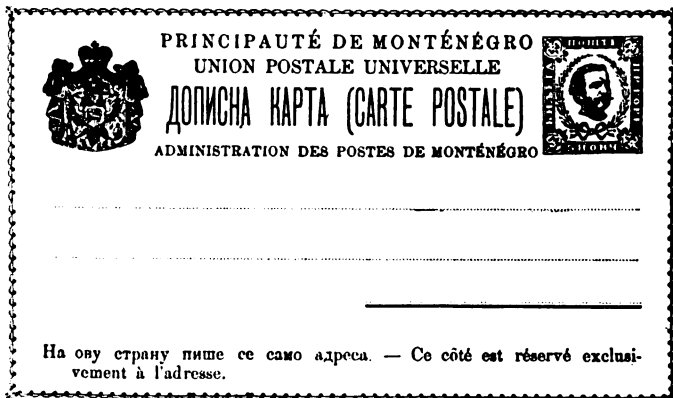 PRINCIPAUTÉ DE MONTÉNÉGRO
UNION POSTALE UNIVERSELLE
ДОПИСНА КАРТА (CARTE POSTALE)
ADMINISTRATION DES POSTES DE MONTÉNÉGRO
На ову страну пише се само адреса. — Ce côté est réservé exclusi-
vement à l'adresse.